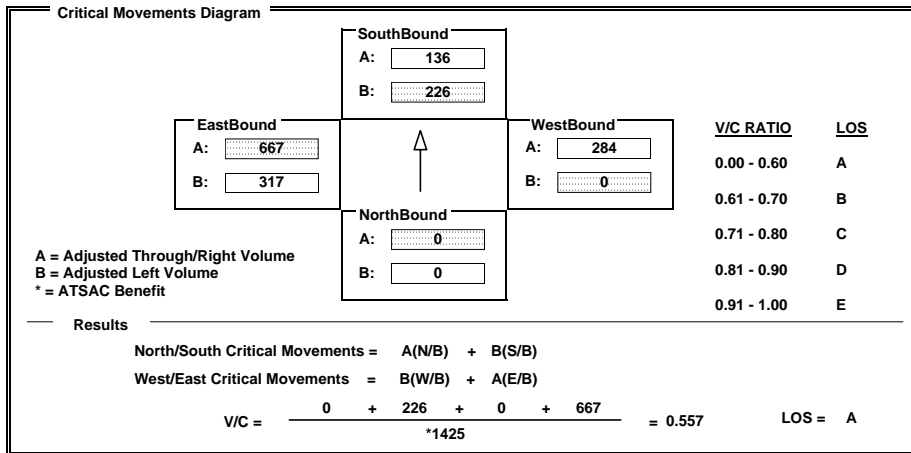 Critical Movements Diagram
SouthBound
A: 136
B: 226
EastBound
A: 667
B: 317
WestBound
A: 284
B: 0
NorthBound
A: 0
B: 0
V/C RATIO LOS
0.00 - 0.60 A
0.61 - 0.70 B
0.71 - 0.80 C
0.81 - 0.90 D
0.91 - 1.00 E
A = Adjusted Through/Right Volume
B = Adjusted Left Volume
* = ATSAC Benefit
Results
North/South Critical Movements = A(N/B) + B(S/B)
West/East Critical Movements = B(W/B) + A(E/B)
V/C = 0 + 226 + 0 + 667 = 0.557 LOS = A
*1425